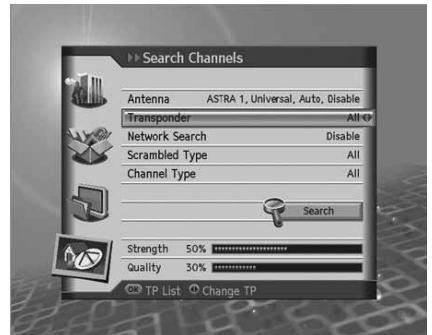 Search Channels
Antenna ASTRA 1, Universal, Auto, Disable
Transponder All
Network Search Disable
Scrambled Type All
Channel Type All
Search
Strength 50%
Quality 30%
OK TP List Change TP